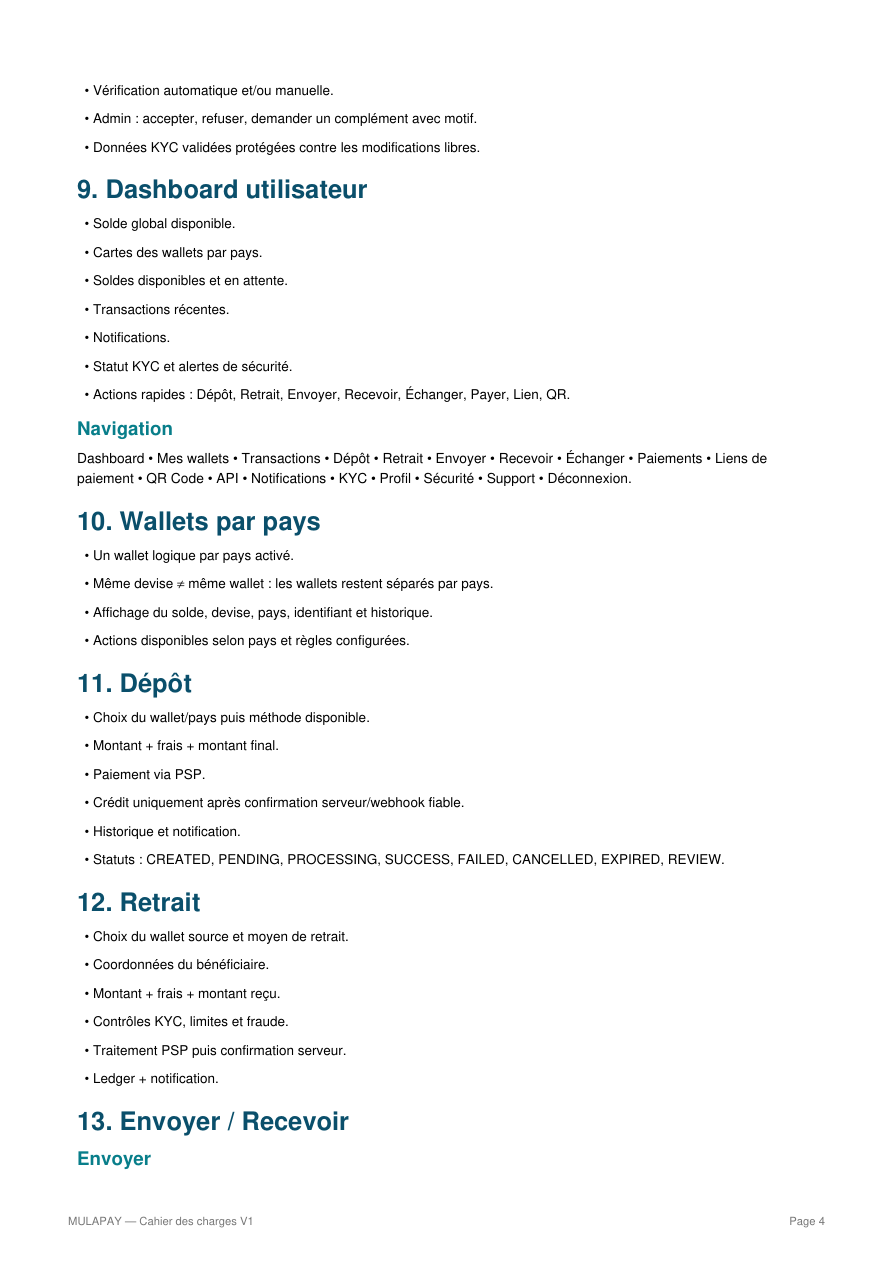 • Vérification automatique et/ou manuelle.
• Admin : accepter, refuser, demander un complément avec motif.
• Données KYC validées protégées contre les modifications libres.
9. Dashboard utilisateur
• Solde global disponible.
• Cartes des wallets par pays.
• Soldes disponibles et en attente.
• Transactions récentes.
• Notifications.
• Statut KYC et alertes de sécurité.
• Actions rapides : Dépôt, Retrait, Envoyer, Recevoir, Échanger, Payer, Lien, QR.
Navigation
Dashboard • Mes wallets • Transactions • Dépôt • Retrait • Envoyer • Recevoir • Échanger • Paiements • Liens de
paiement • QR Code • API • Notifications • KYC • Profil • Sécurité • Support • Déconnexion.
10. Wallets par pays
• Un wallet logique par pays activé.
• Même devise ≠ même wallet : les wallets restent séparés par pays.
• Affichage du solde, devise, pays, identifiant et historique.
• Actions disponibles selon pays et règles configurées.
11. Dépôt
• Choix du wallet/pays puis méthode disponible.
• Montant + frais + montant final.
• Paiement via PSP.
• Crédit uniquement après confirmation serveur/webhook fiable.
• Historique et notification.
• Statuts : CREATED, PENDING, PROCESSING, SUCCESS, FAILED, CANCELLED, EXPIRED, REVIEW.
12. Retrait
• Choix du wallet source et moyen de retrait.
• Coordonnées du bénéficiaire.
• Montant + frais + montant reçu.
• Contrôles KYC, limites et fraude.
• Traitement PSP puis confirmation serveur.
• Ledger + notification.
13. Envoyer / Recevoir
Envoyer
MULAPAY — Cahier des charges V1
Page 4